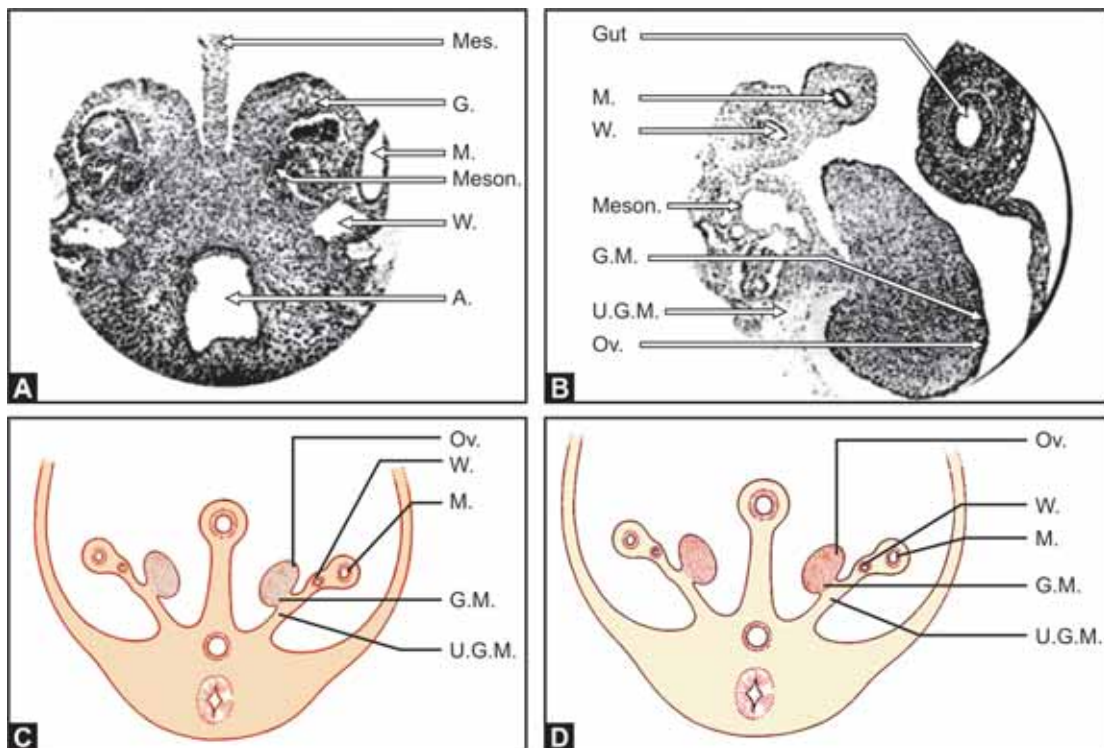 Mes.
G.
M.
Meson.
W.
A.
A
Gut
M.
W.
Meson.
G.M.
U.G.M.
Ov.
B
Ov.
W.
M.
G.M.
U.G.M.
C
Ov.
W.
M.
G.M.
U.G.M.
D